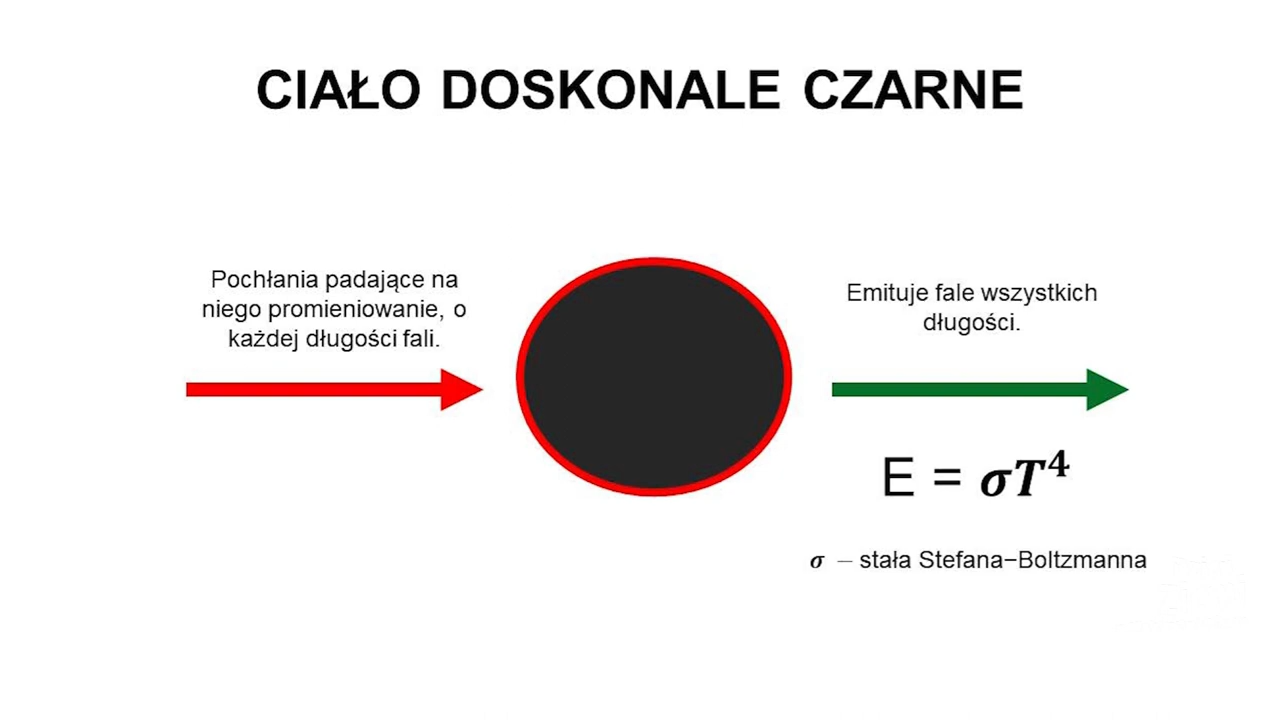 CIAŁO DOSKONALE CZARNE
Pochłania padające na
niego promieniowanie, o
każdej długości fali.
Emituje fale wszystkich
długości.
E = σT⁴
σ – stała Stefana–Boltzmanna